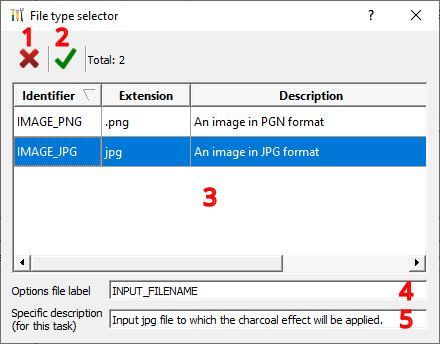 File type selector
?
1 2
Total: 2
Identifier Extension Description
IMAGE_PNG .png An image in PGN format
IMAGE_JPG jpg An image in JPG format
3
Options file label INPUT_FILENAME 4
Specific description
(for this task) Input jpg file to which the charcoal effect will be applied. 5